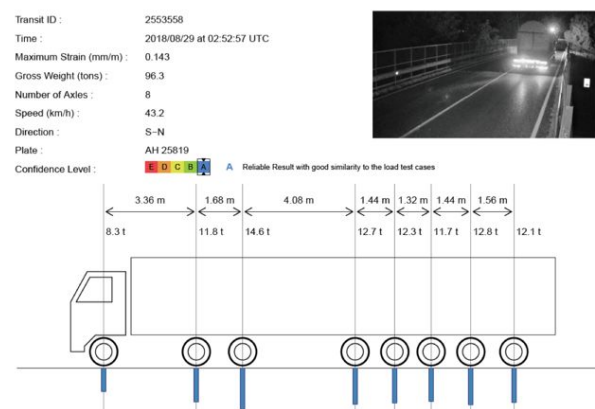 Transit ID : 2553558
Time : 2018/08/29 at 02:52:57 UTC
Maximum Strain (mm/m) : 0.143
Gross Weight (tons) : 96.3
Number of Axles : 8
Speed (km/h) : 43.2
Direction : S–N
Plate : AH 25819
Confidence Level : E D C B A A Reliable Result with good similarity to the load test cases
3.36 m 1.68 m 4.08 m 1.44 m 1.32 m 1.44 m 1.56 m
8.3 t 11.8 t 14.6 t 12.7 t 12.3 t 11.7 t 12.8 t 12.1 t